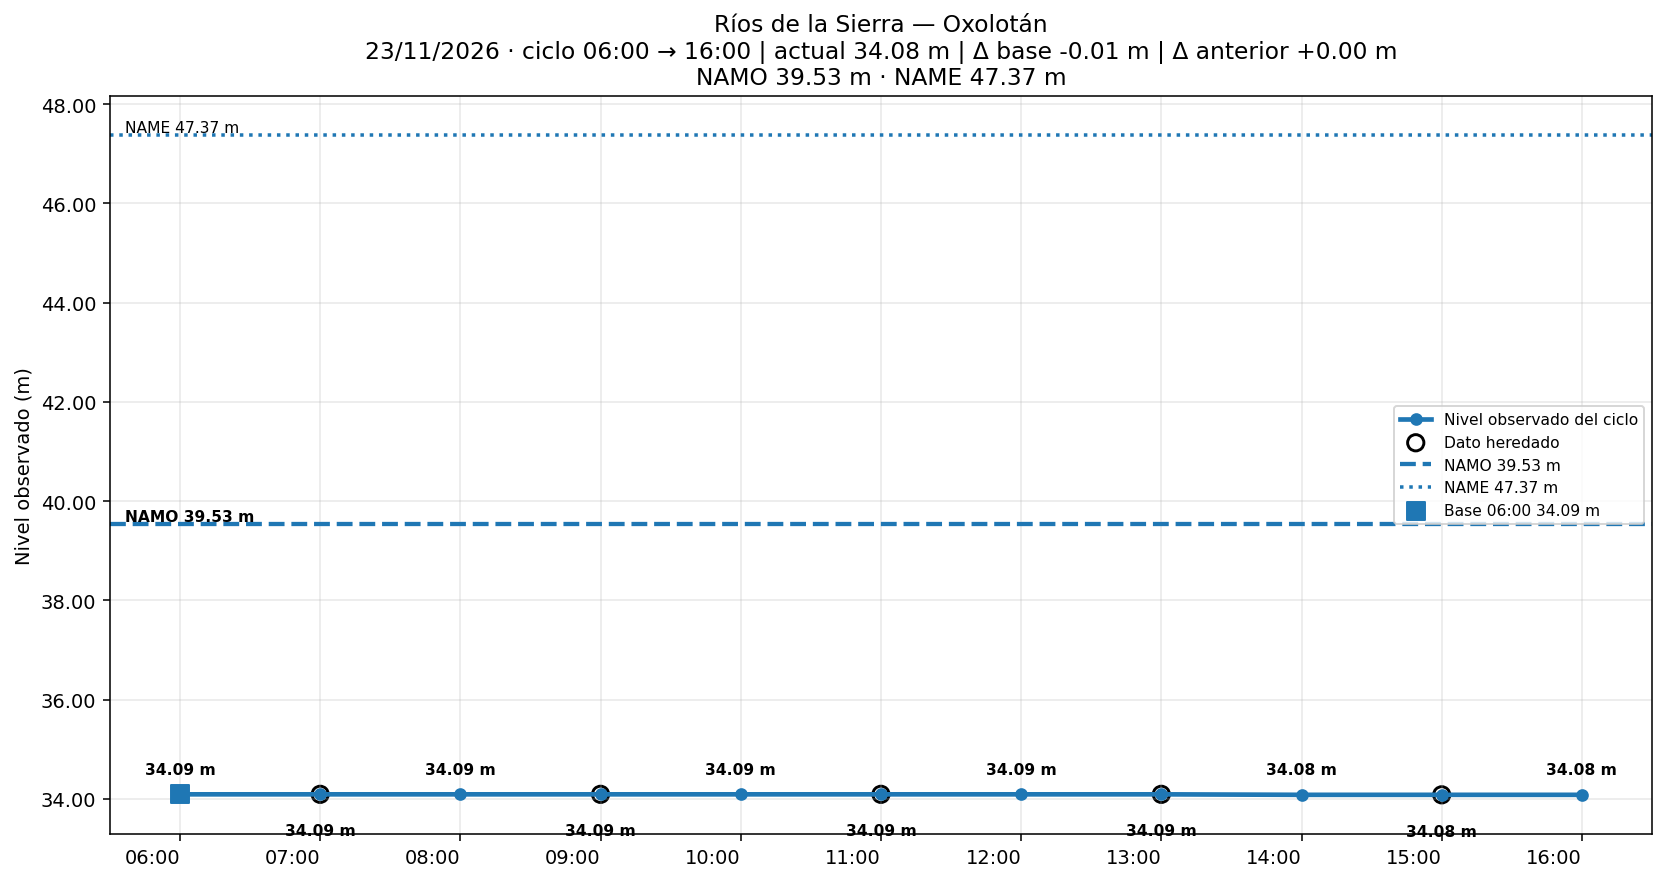 Ríos de la Sierra — Oxolotán
23/11/2026 · ciclo 06:00 → 16:00 | actual 34.08 m | Δ base -0.01 m | Δ anterior +0.00 m
NAMO 39.53 m · NAME 47.37 m
Nivel observado (m)
48.00
46.00
44.00
42.00
40.00
38.00
36.00
34.00
NAME 47.37 m
NAMO 39.53 m
Nivel observado del ciclo
Dato heredado
NAMO 39.53 m
NAME 47.37 m
Base 06:00 34.09 m
34.09 m 34.09 m 34.09 m 34.09 m 34.08 m 34.08 m
34.09 m 34.09 m 34.09 m 34.09 m 34.08 m
06:00 07:00 08:00 09:00 10:00 11:00 12:00 13:00 14:00 15:00 16:00